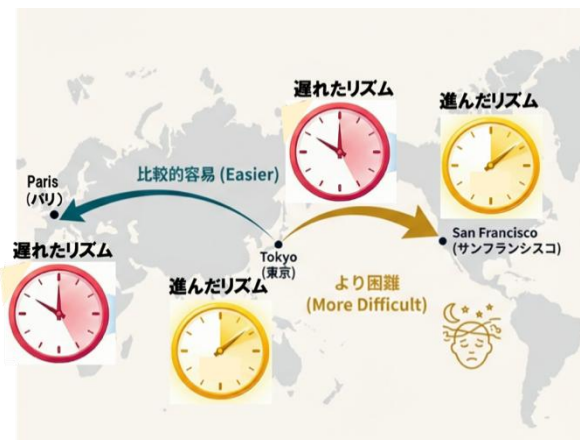 遅れたリズム
進んだリズム
比較的容易 (Easier)
Paris
(パリ)
San Francisco
(サンフランシスコ)
Tokyo
(東京)
遅れたリズム
進んだリズム
より困難
(More Difficult)